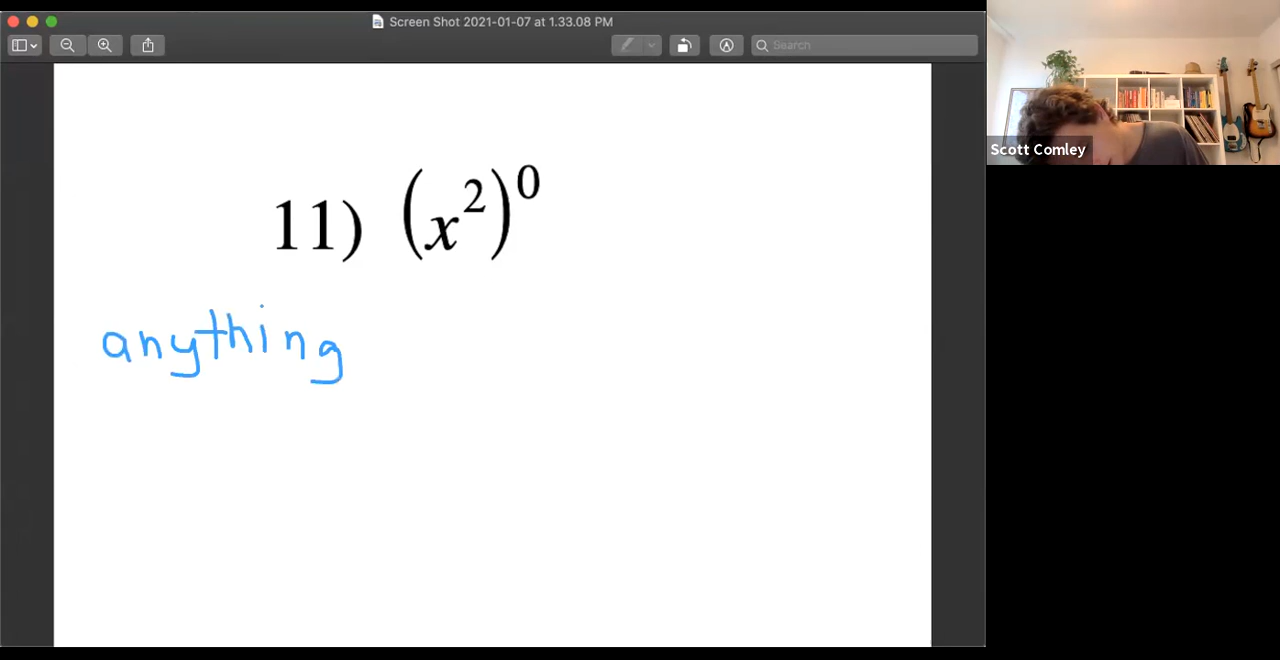 Screen Shot 2021-01-07 at 1.33.08 PM
Search
Scott Comley
11) (x²)⁰
anything